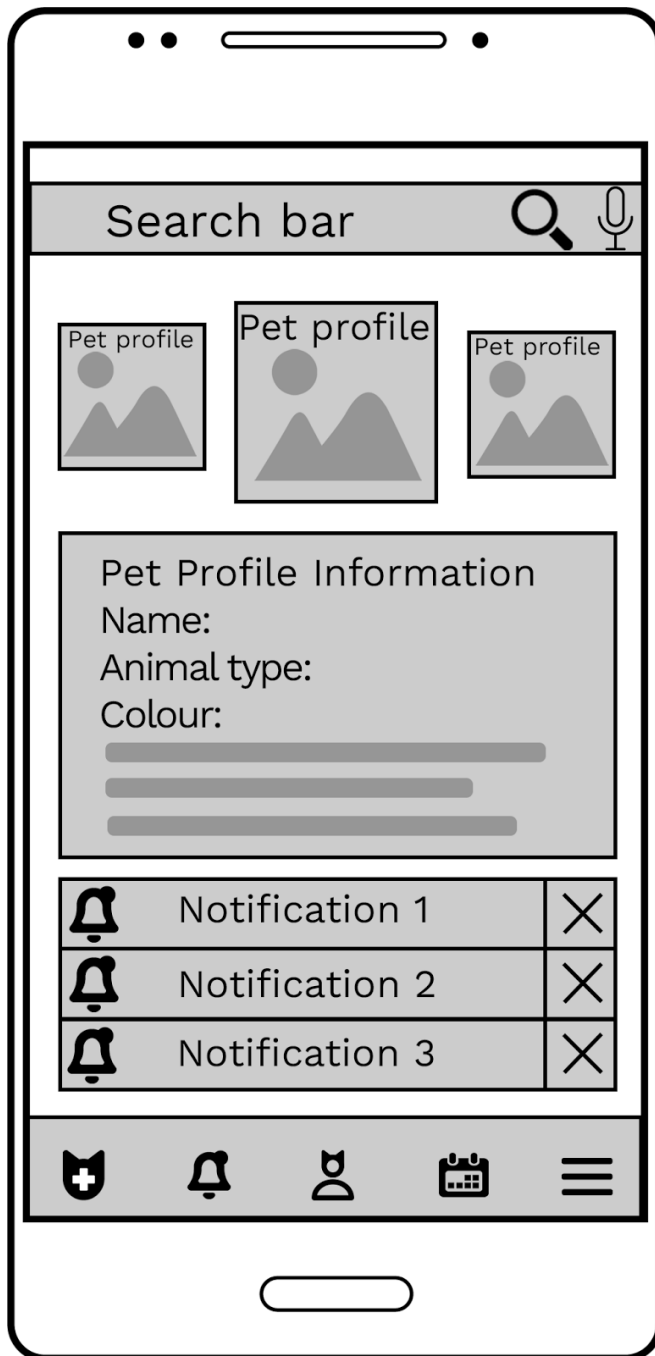 Search bar
Pet profile
Pet profile
Pet profile
Pet Profile Information
Name:
Animal type:
Colour:
Notification 1
Notification 2
Notification 3